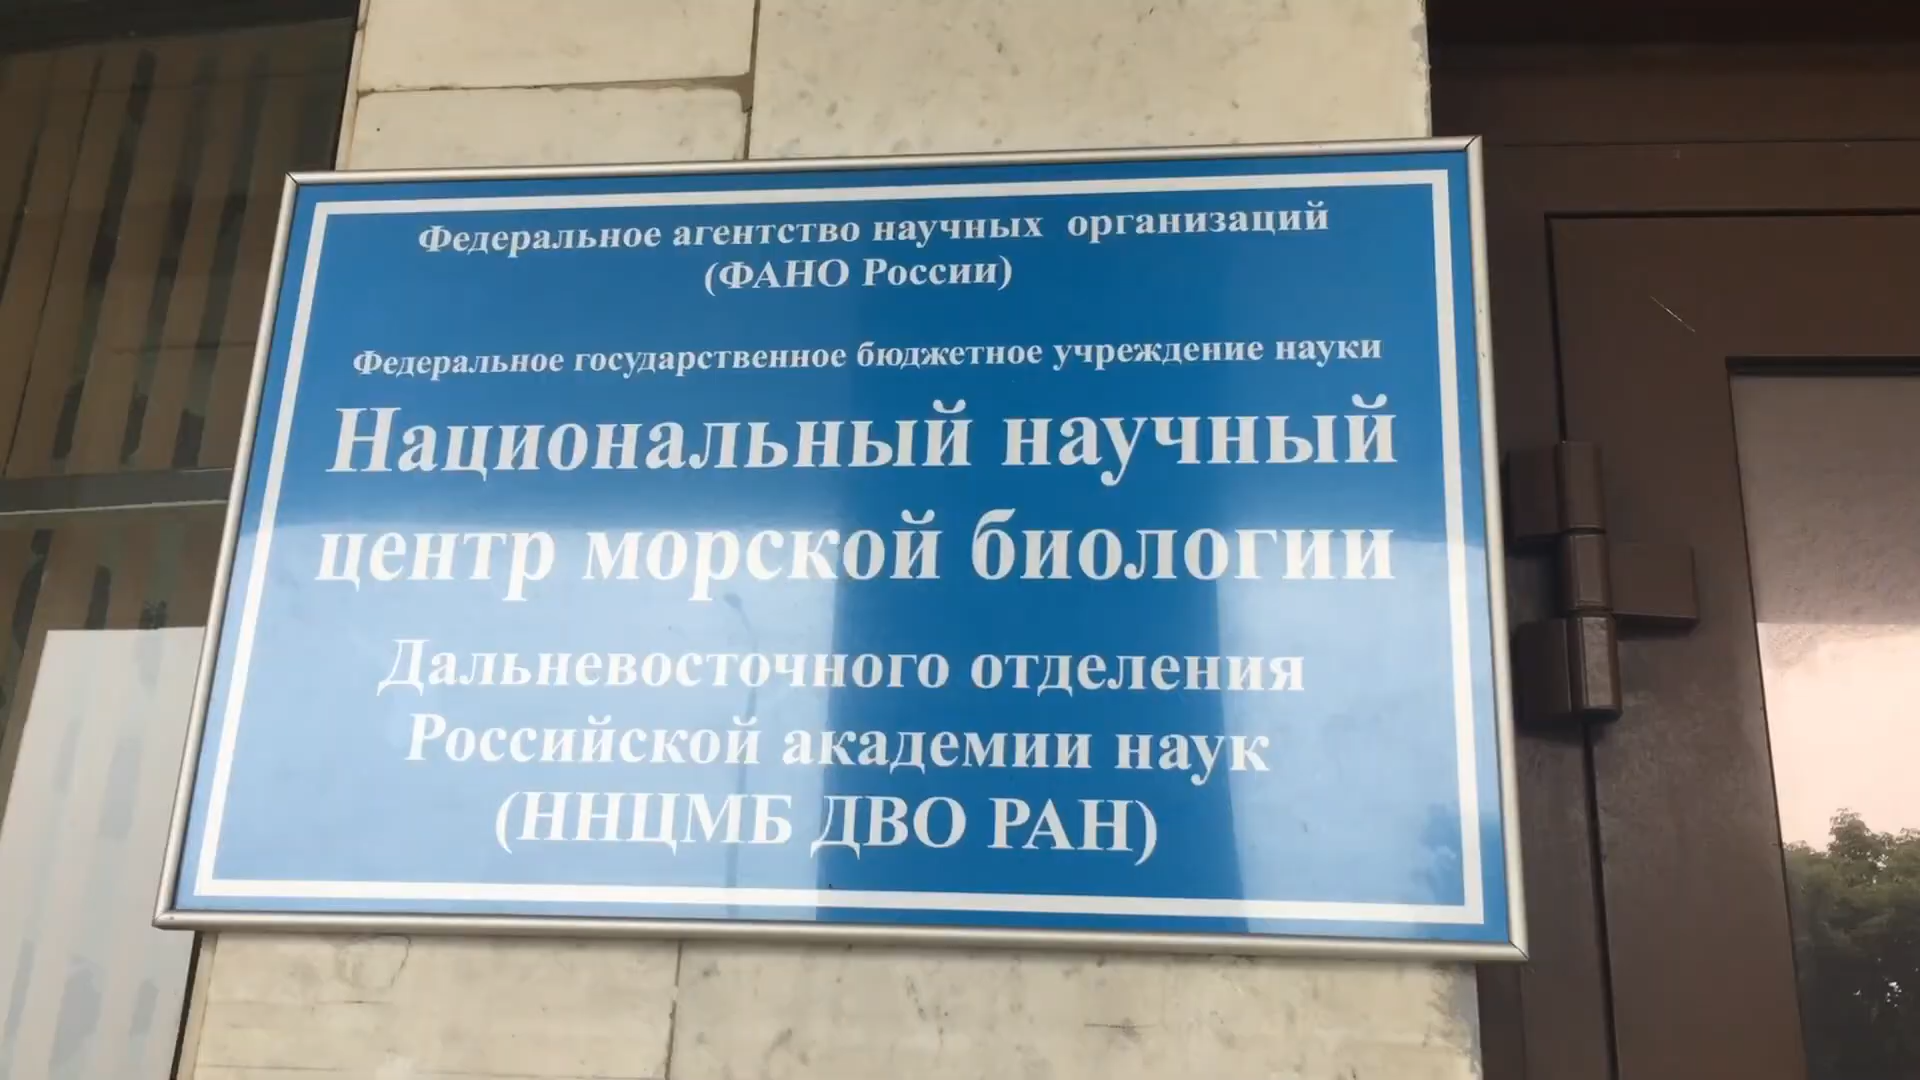 Федеральное агентство научных организаций
(ФАНО России)
Федеральное государственное бюджетное учреждение науки
Национальный научный
центр морской биологии
Дальневосточного отделения
Российской академии наук
(ННЦМБ ДВО РАН)